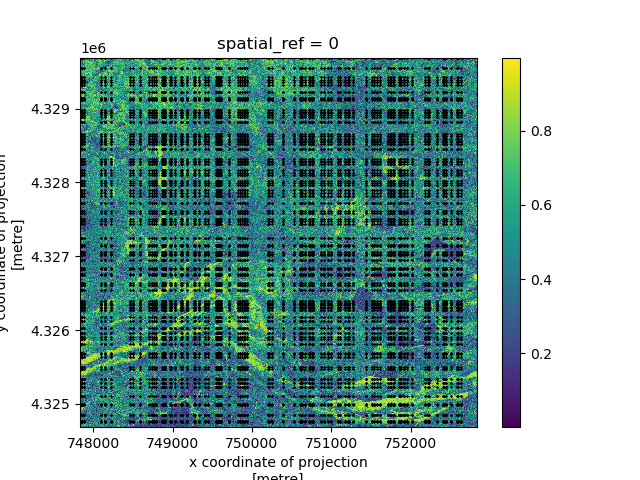 spatial_ref = 0
1e6
4.329
4.328
4.327
4.326
4.325
y coordinate of projection
[metre]
748000 749000 750000 751000 752000
x coordinate of projection
[metre]
0.8
0.6
0.4
0.2